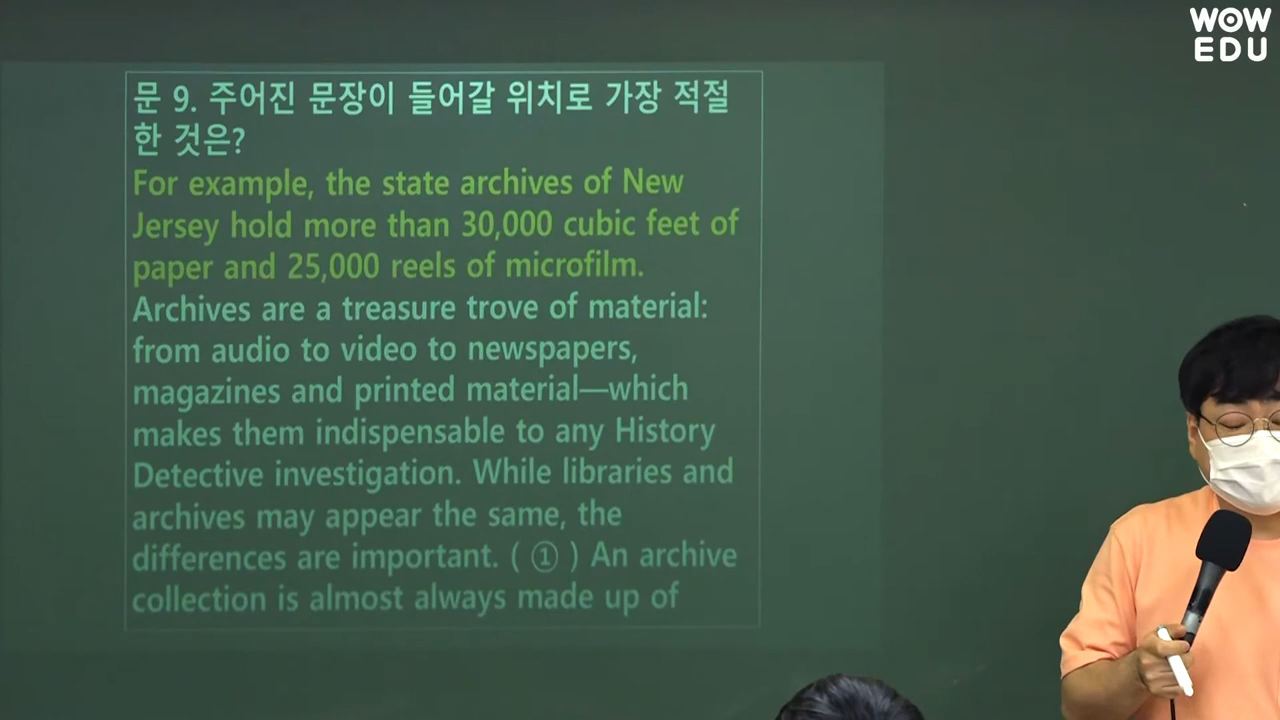 WOW
EDU
문 9. 주어진 문장이 들어갈 위치로 가장 적절
한 것은?
For example, the state archives of New
Jersey hold more than 30,000 cubic feet of
paper and 25,000 reels of microfilm.
Archives are a treasure trove of material:
from audio to video to newspapers,
magazines and printed material—which
makes them indispensable to any History
Detective investigation. While libraries and
archives may appear the same, the
differences are important. ( ① ) An archive
collection is almost always made up of